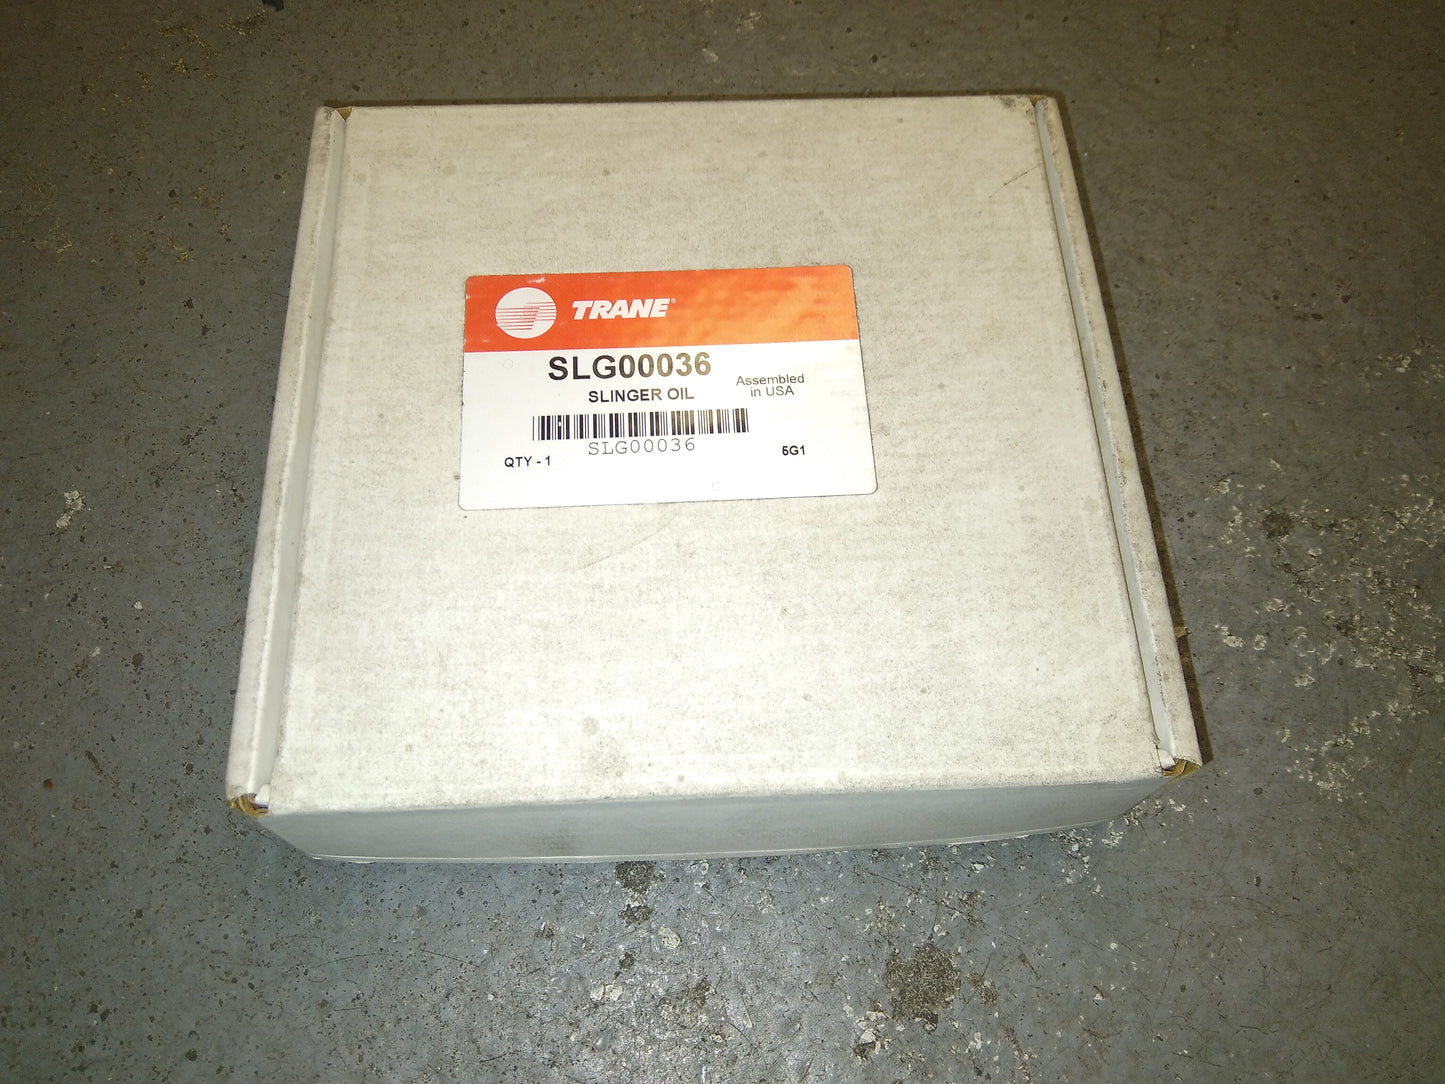 TRANE®
SLG00036
SLINGER OIL
Assembled
in USA
SLG00036
QTY - 1
5G1